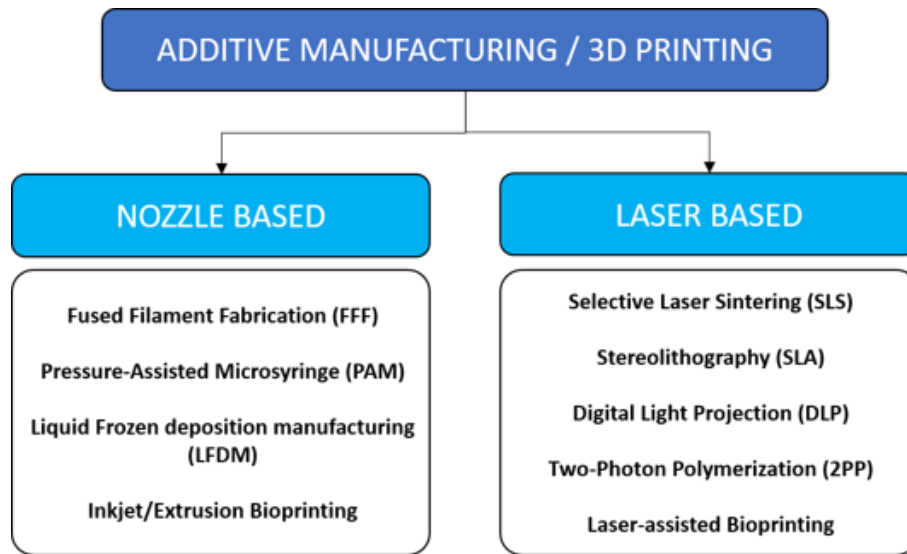 ADDITIVE MANUFACTURING / 3D PRINTING
NOZZLE BASED
Fused Filament Fabrication (FFF)
Pressure-Assisted Microsyringe (PAM)
Liquid Frozen deposition manufacturing
(LFDM)
Inkjet/Extrusion Bioprinting
LASER BASED
Selective Laser Sintering (SLS)
Stereolithography (SLA)
Digital Light Projection (DLP)
Two-Photon Polymerization (2PP)
Laser-assisted Bioprinting